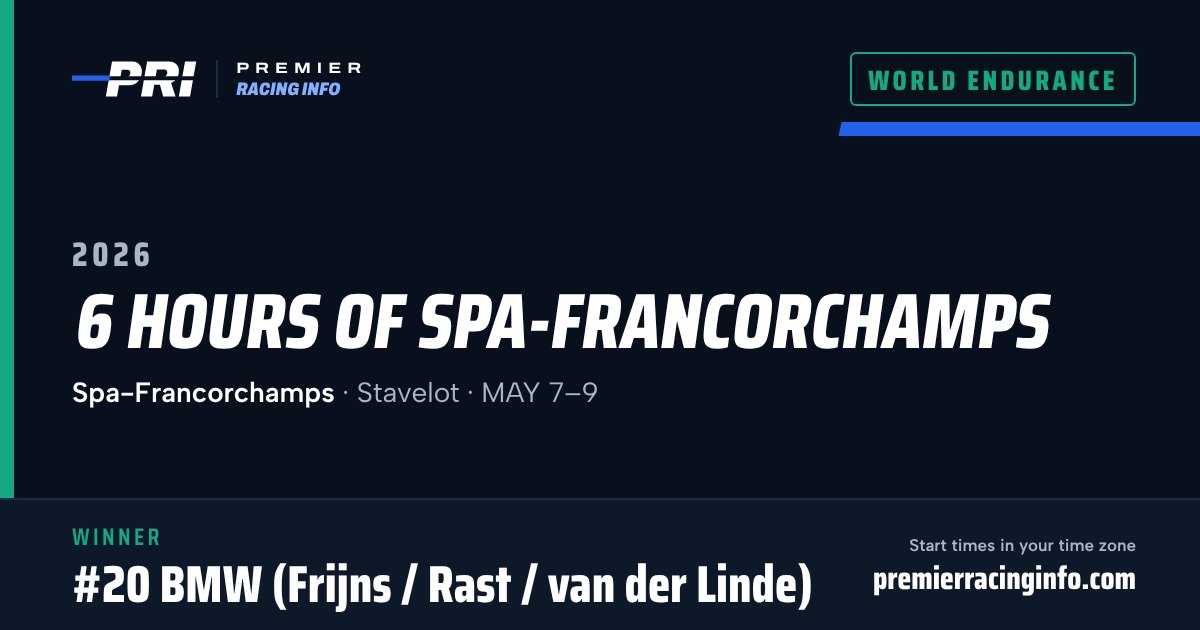 PRI
PREMIER
RACING INFO
WORLD ENDURANCE
2026
6 HOURS OF SPA-FRANCORCHAMPS
Spa-Francorchamps · Stavelot · MAY 7–9
WINNER
#20 BMW (Frijns / Rast / van der Linde)
Start times in your time zone
premierracinginfo.com